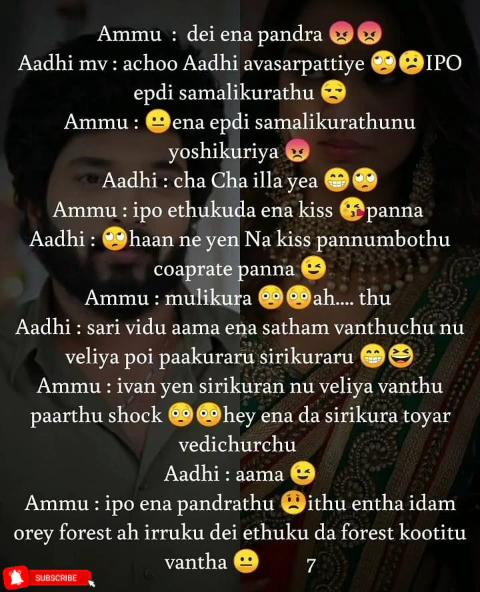 Ammu : dei ena pandra 😡😡
Aadhi mv : achoo Aadhi avasarpattiye 🙄😕IPO
epdi samalikurathu 😒
Ammu : 😐ena epdi samalikurathunu
yoshikuriya 😡
Aadhi : cha Cha illa yea 😁🙄
Ammu : ipo ethukuda ena kiss 😘panna
Aadhi : 🙄haan ne yen Na kiss pannumbothu
coaprate panna 😉
Ammu : mulikura 😳😳ah.... thu
Aadhi : sari vidu aama ena satham vanthuchu nu
veliya poi paakuraru sirikuraru 😁😆
Ammu : ivan yen sirikuran nu veliya vanthu
paarthu shock 😳😳hey ena da sirikura toyar
vedichurchu
Aadhi : aama 😉
Ammu : ipo ena pandrathu 😟ithu entha idam
orey forest ah irruku dei ethuku da forest kootitu
vantha 😐 7
SUBSCRIBE